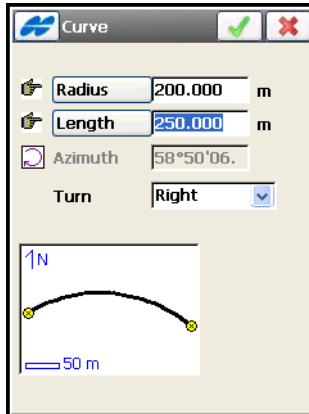 Curve
Radius 200.000 m
Length 250.000 m
Azimuth 58°50'06.
Turn Right
N
50 m